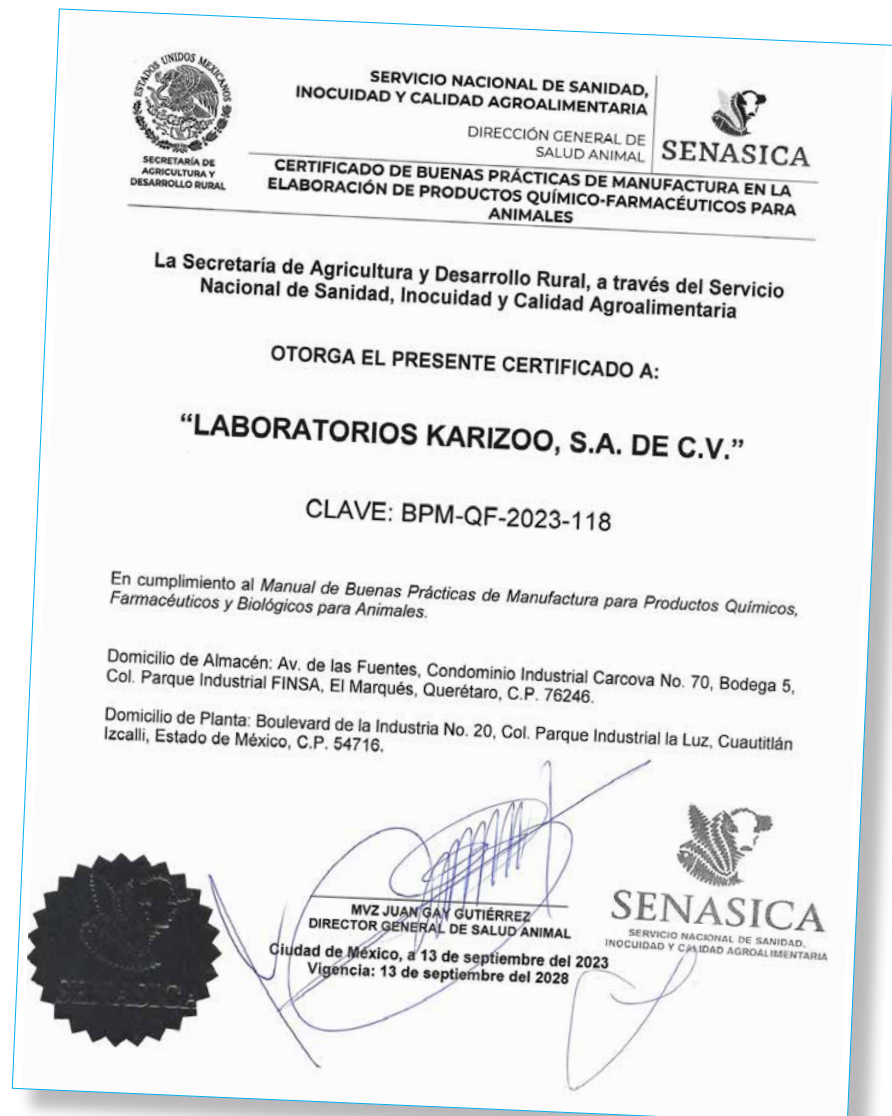 ESTADOS UNIDOS MEXICANOS
SECRETARÍA DE
AGRICULTURA Y
DESARROLLO RURAL
SERVICIO NACIONAL DE SANIDAD,
INOCUIDAD Y CALIDAD AGROALIMENTARIA
DIRECCIÓN GENERAL DE
SALUD ANIMAL
SENASICA
CERTIFICADO DE BUENAS PRÁCTICAS DE MANUFACTURA EN LA
ELABORACIÓN DE PRODUCTOS QUÍMICO-FARMACÉUTICOS PARA
ANIMALES
La Secretaría de Agricultura y Desarrollo Rural, a través del Servicio
Nacional de Sanidad, Inocuidad y Calidad Agroalimentaria
OTORGA EL PRESENTE CERTIFICADO A:
“LABORATORIOS KARIZOO, S.A. DE C.V.”
CLAVE: BPM-QF-2023-118
En cumplimiento al Manual de Buenas Prácticas de Manufactura para Productos Químicos,
Farmacéuticos y Biológicos para Animales.
Domicilio de Almacén: Av. de las Fuentes, Condominio Industrial Carcova No. 70, Bodega 5,
Col. Parque Industrial FINSA, El Marqués, Querétaro, C.P. 76246.
Domicilio de Planta: Boulevard de la Industria No. 20, Col. Parque Industrial la Luz, Cuautitlán
Izcalli, Estado de México, C.P. 54716.
MVZ JUAN GAY GUTIÉRREZ
DIRECTOR GENERAL DE SALUD ANIMAL
Ciudad de México, a 13 de septiembre del 2023
Vigencia: 13 de septiembre del 2028
SENASICA
SERVICIO NACIONAL DE SANIDAD,
INOCUIDAD Y CALIDAD AGROALIMENTARIA
SENASICA